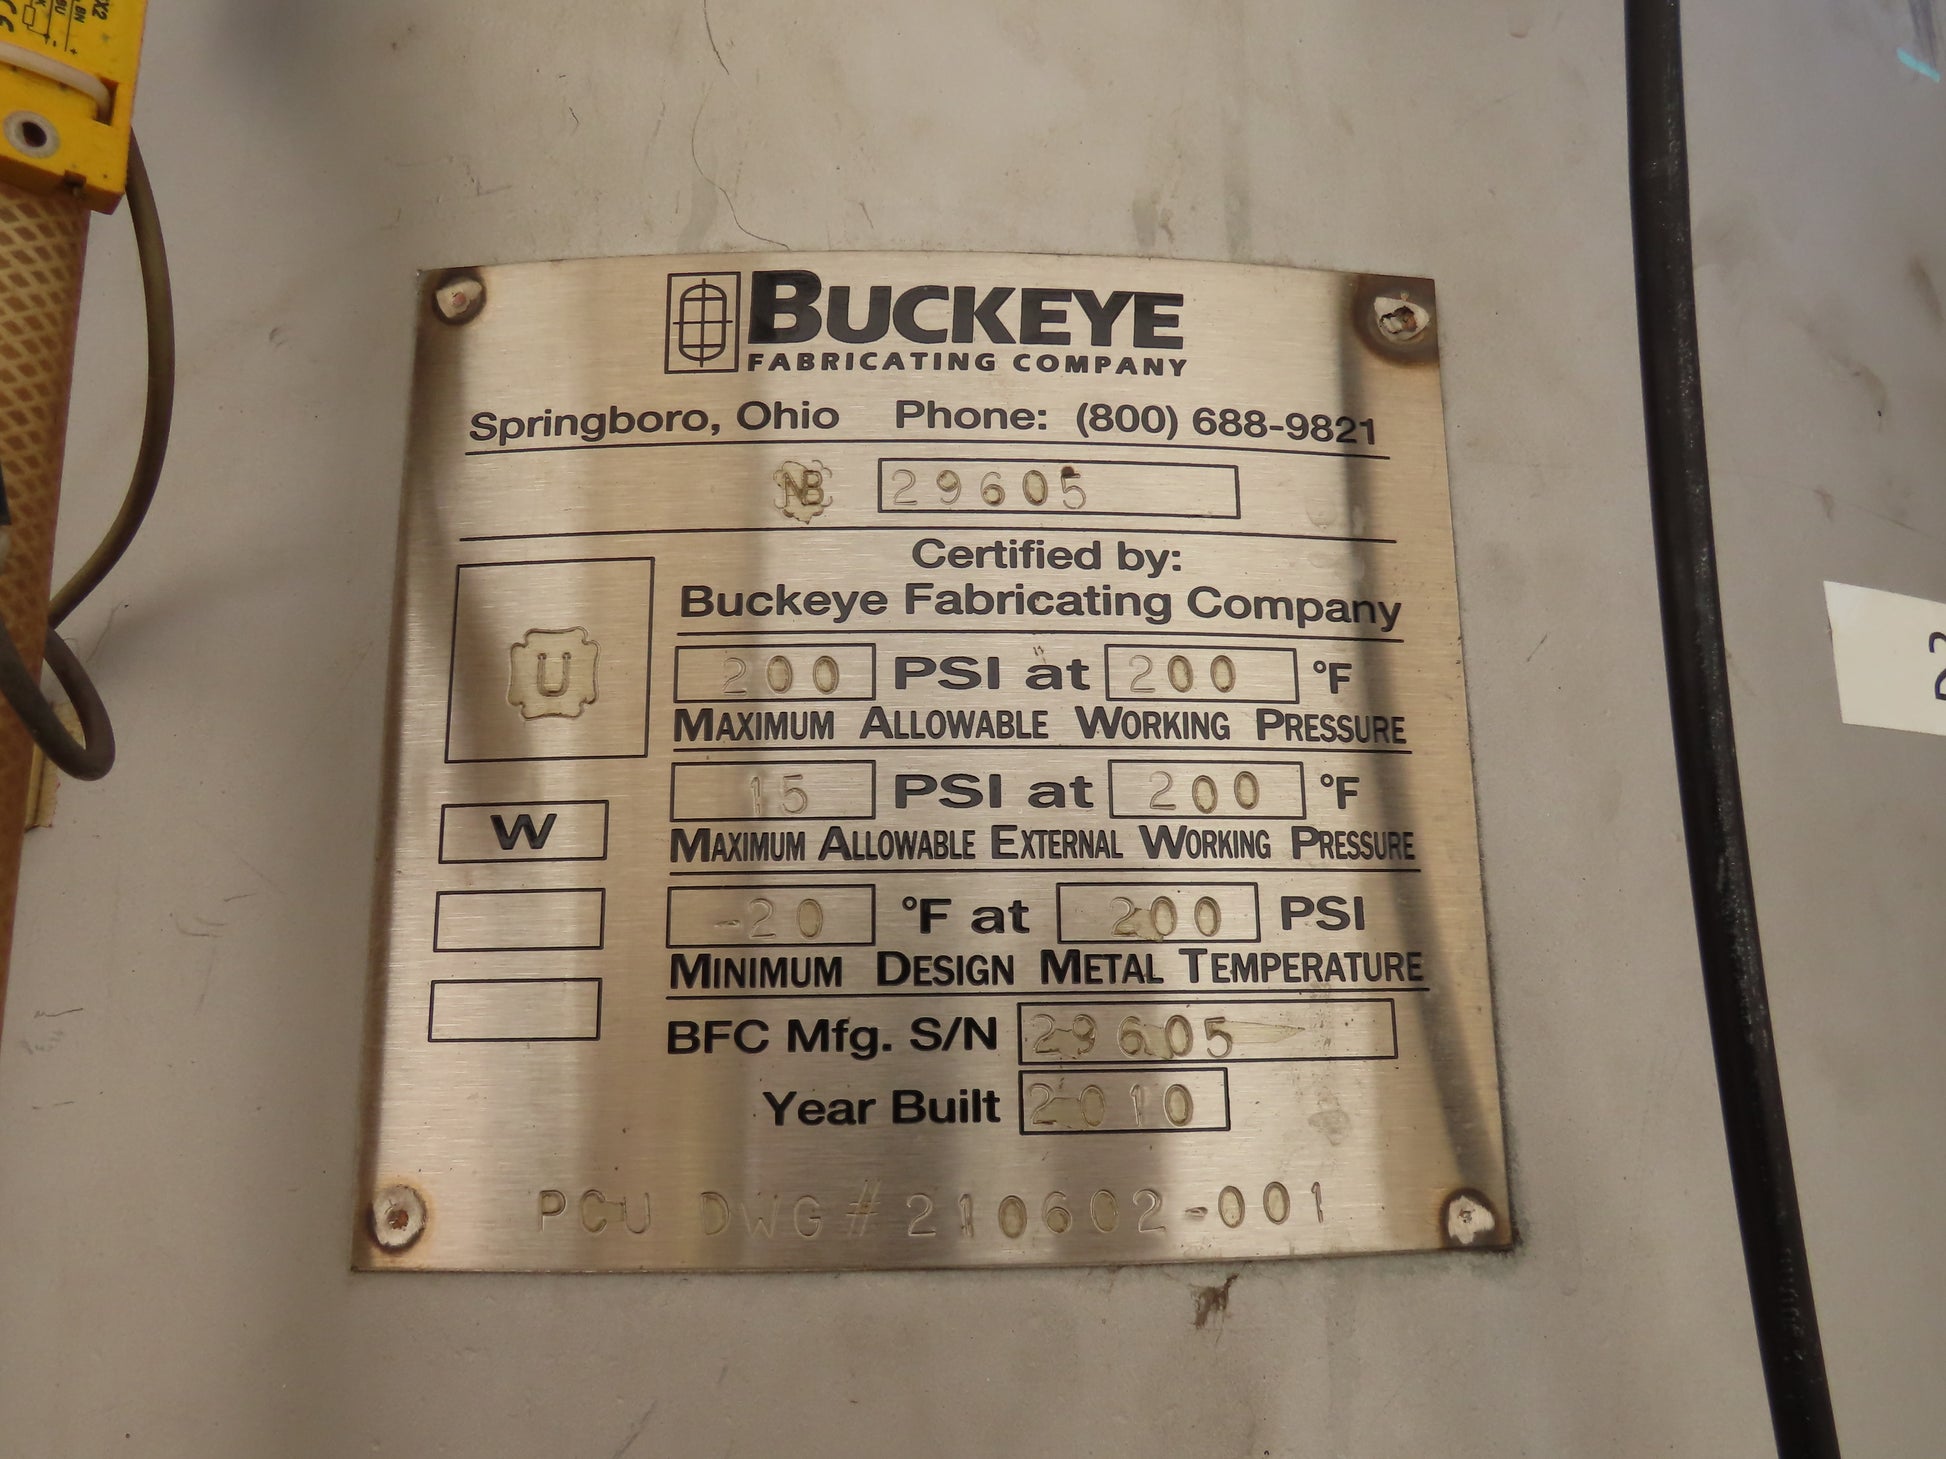 BUCKEYE
FABRICATING COMPANY
Springboro, Ohio Phone: (800) 688-9821
NB 29605
Certified by:
Buckeye Fabricating Company
U
200 PSI at 200 °F
MAXIMUM ALLOWABLE WORKING PRESSURE
15 PSI at 200 °F
MAXIMUM ALLOWABLE EXTERNAL WORKING PRESSURE
W
-20 °F at 200 PSI
MINIMUM DESIGN METAL TEMPERATURE
BFC Mfg. S/N 29605
Year Built 2010
PCU DWG # 210602-001